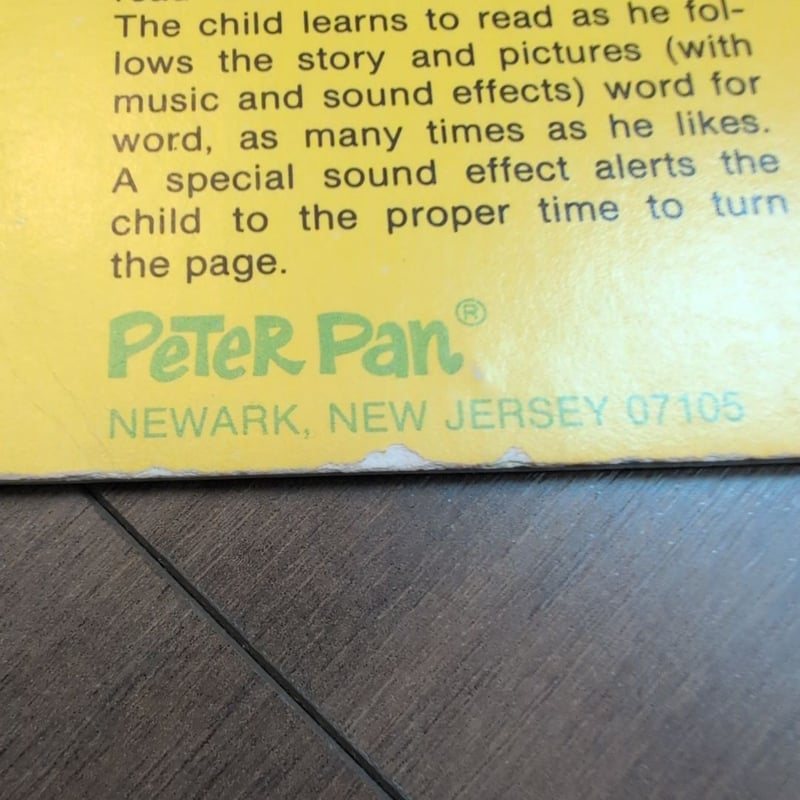 The child learns to read as he fol-
lows the story and pictures (with
music and sound effects) word for
word, as many times as he likes.
A special sound effect alerts the
child to the proper time to turn
the page.
PETER PAN®
NEWARK, NEW JERSEY 07105